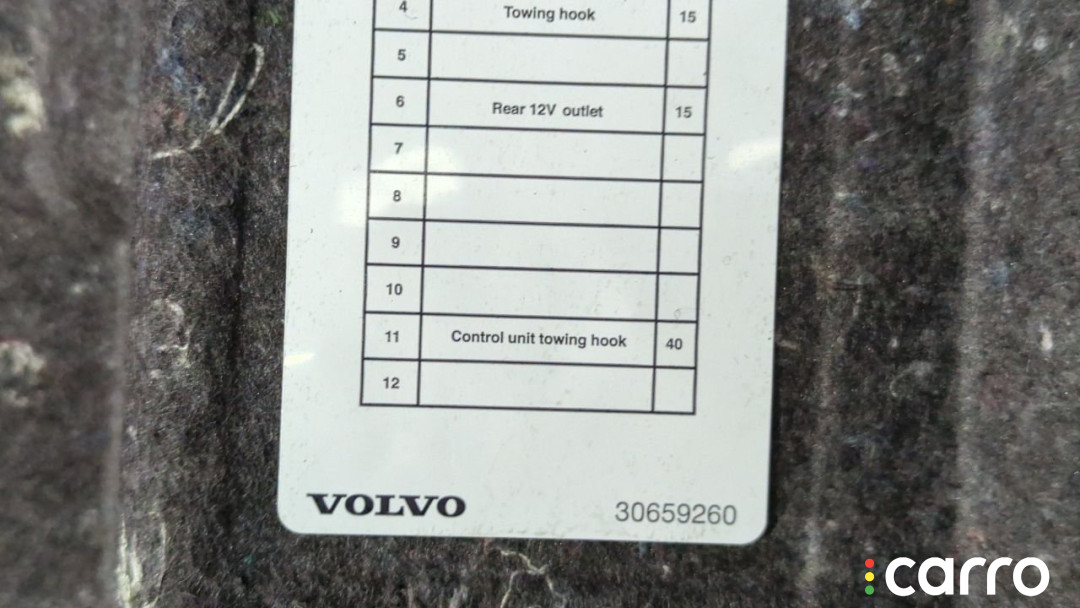 4 Towing hook 15
5
6 Rear 12V outlet 15
7
8
9
10
11 Control unit towing hook 40
12
VOLVO 30659260
carro